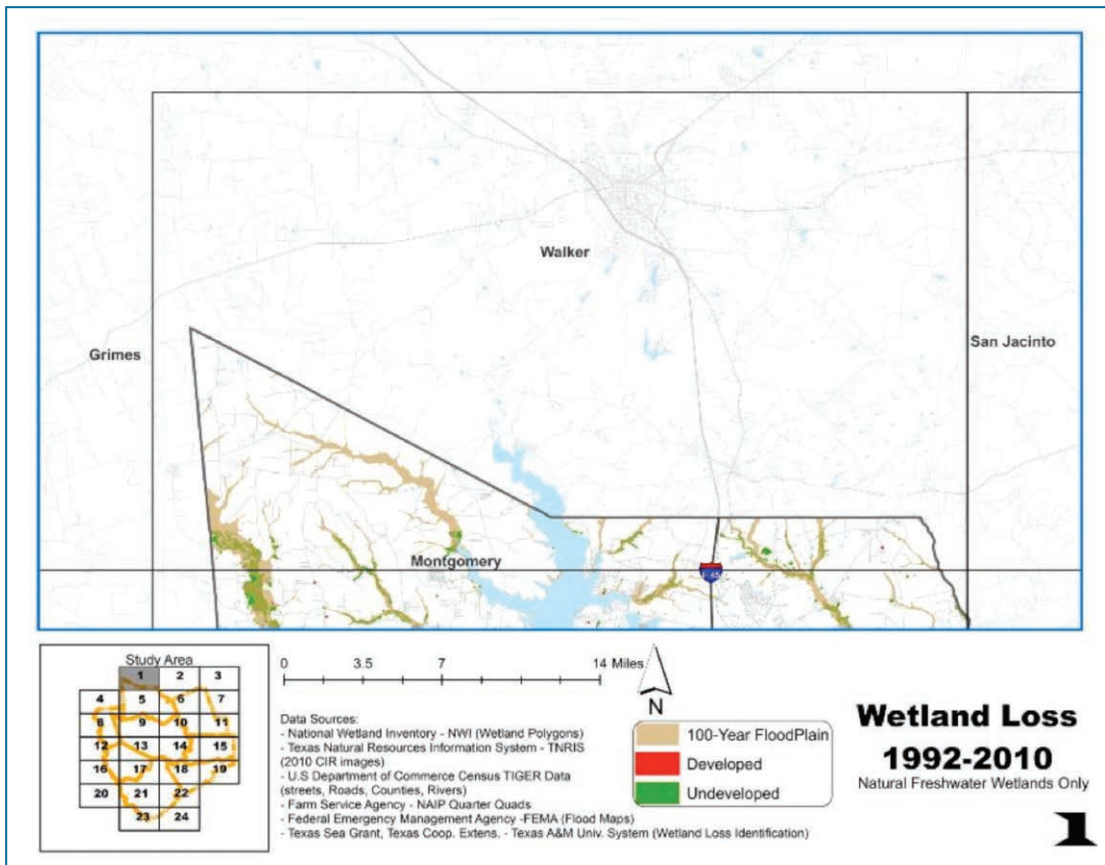 Walker
Grimes
San Jacinto
Montgomery
I-45
Study Area
1 2 3
4 5 6 7
8 9 10 11
12 13 14 15
16 17 18 19
20 21 22
23 24
0 3.5 7 14 Miles
N
Data Sources:
- National Wetland Inventory - NWI (Wetland Polygons)
- Texas Natural Resources Information System - TNRIS
(2010 CIR images)
- U.S Department of Commerce Census TIGER Data
(streets, Roads, Counties, Rivers)
- Farm Service Agency - NAIP Quarter Quads
- Federal Emergency Management Agency -FEMA (Flood Maps)
- Texas Sea Grant, Texas Coop. Extens. - Texas A&M Univ. System (Wetland Loss Identification)
100-Year FloodPlain
Developed
Undeveloped
Wetland Loss
1992-2010
Natural Freshwater Wetlands Only
1